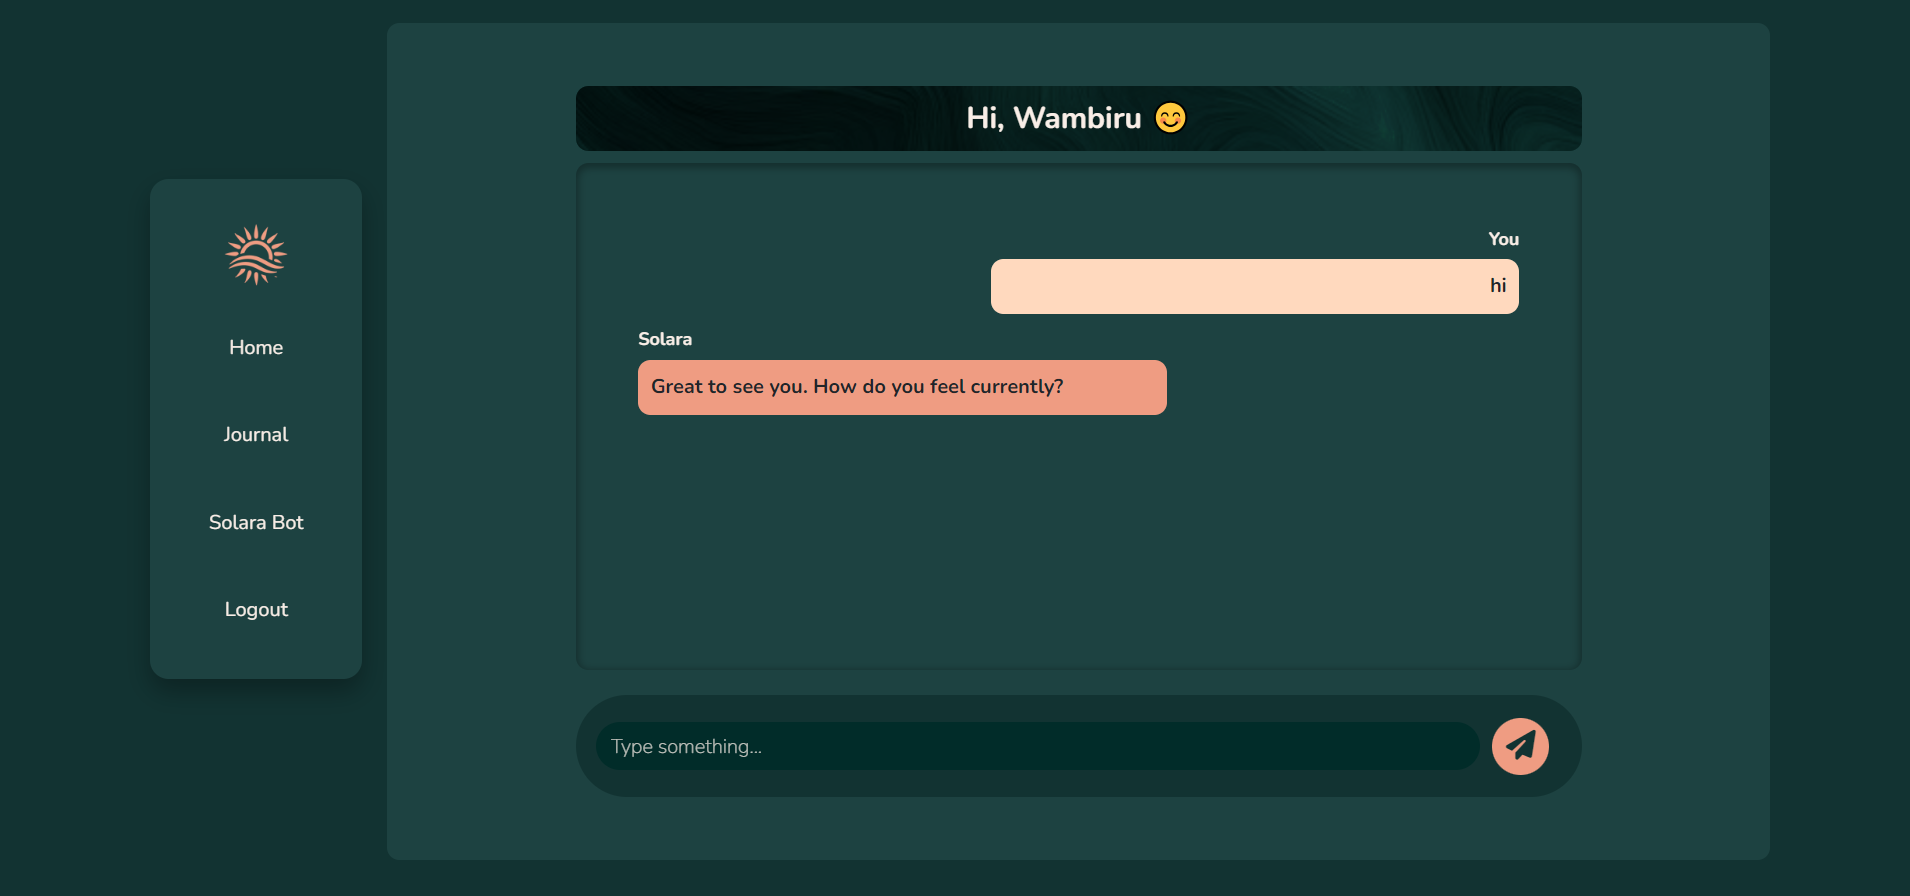 Hi, Wambiru 😊
You
hi
Solara
Great to see you. How do you feel currently?
Home
Journal
Solara Bot
Logout
Type something...